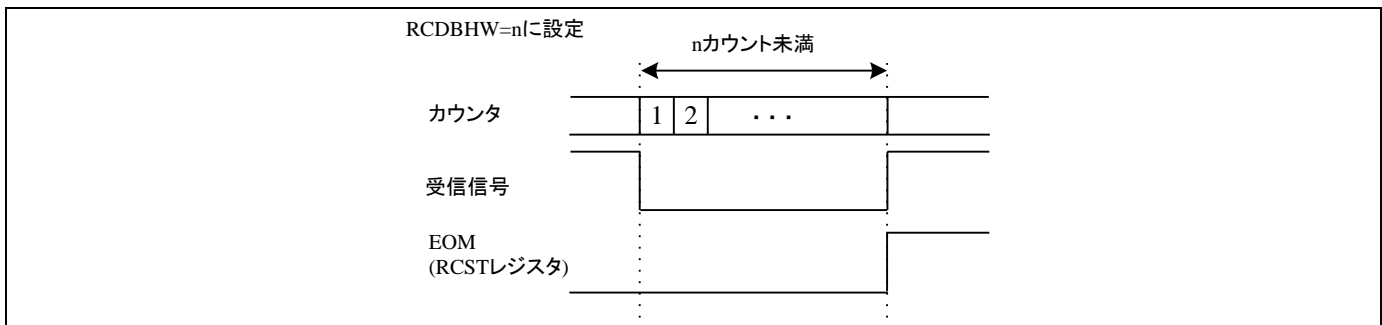 RCDBHW=nに設定
nカウント未満
カウンタ
1 2 ・・・
受信信号
EOM
(RCSTレジスタ)